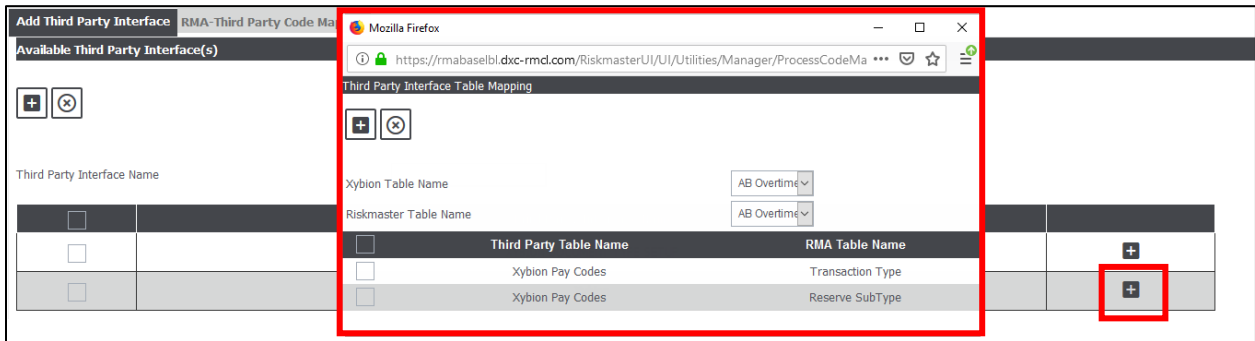 Add Third Party Interface RMA-Third Party Code Ma
Available Third Party Interface(s)
Third Party Interface Name
Mozilla Firefox
https://rmabaselbl.dxc-rmcl.com/RiskmasterUI/UI/Utilities/Manager/ProcessCodeMa
Third Party Interface Table Mapping
Xybion Table Name AB Overtime
Riskmaster Table Name AB Overtime
Third Party Table Name RMA Table Name
Xybion Pay Codes Transaction Type
Xybion Pay Codes Reserve SubType